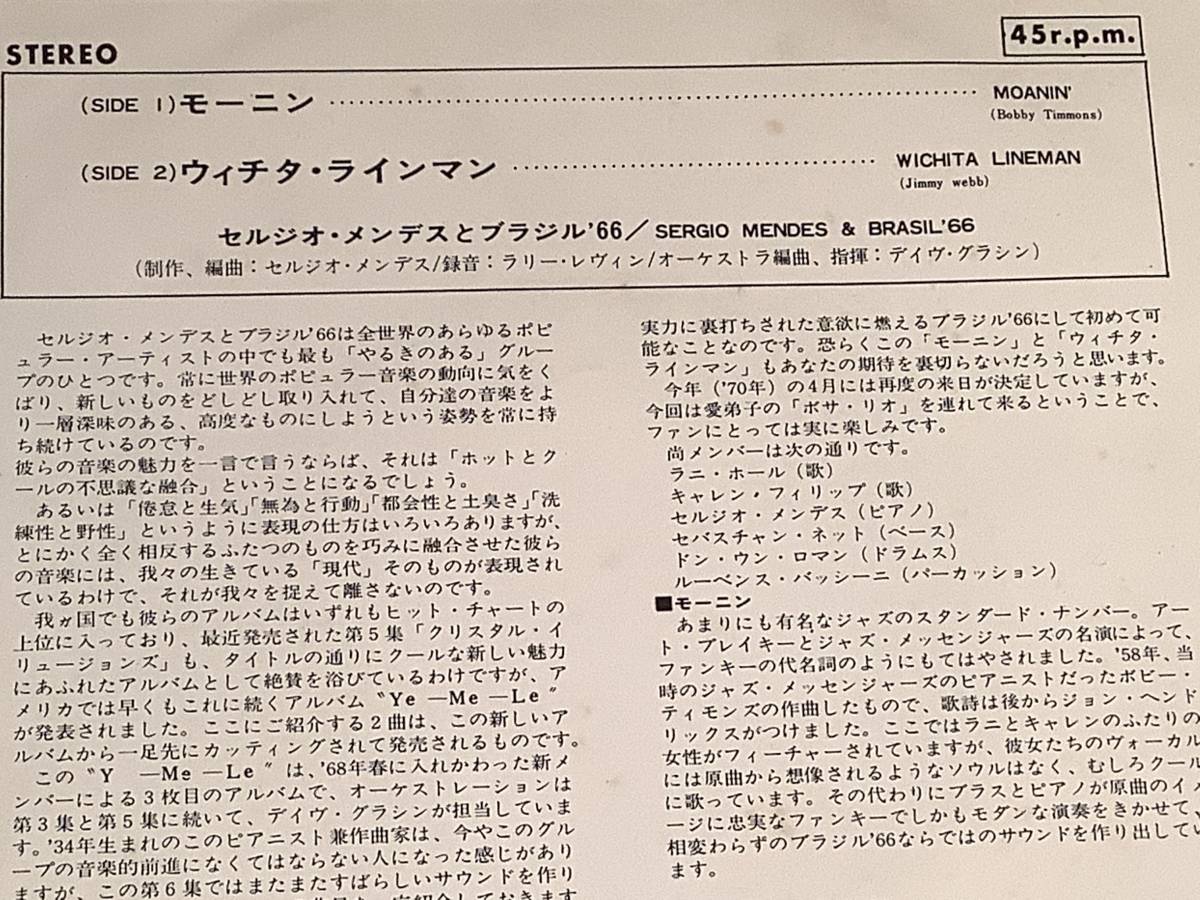 STEREO
45r.p.m.
(SIDE 1)モーニン MOANIN'
(Bobby Timmons)
(SIDE 2)ウィチタ・ラインマン WICHITA LINEMAN
(Jimmy webb)
セルジオ・メンデスとブラジル'66／SERGIO MENDES & BRASIL'66
(制作、編曲：セルジオ・メンデス/録音：ラリー・レヴィン/オーケストラ編曲、指揮：デイヴ・グラシン)
セルジオ・メンデスとブラジル'66は全世界のあらゆるポピ
ュラー・アーティストの中でも最も「やるきのある」グルー
プのひとつです。常に世界のポピュラー音楽の動向に気をく
ばり、新しいものをどしどし取り入れて、自分達の音楽をよ
り一層深味のある、高度なものにしようという姿勢を常に持
ち続けているのです。
彼らの音楽の魅力を一言で言うならば、それは「ホットとク
ールの不思議な融合」ということになるでしょう。
あるいは「倦怠と生気」「無為と行動」「都会性と土臭さ」「洗
練性と野性」というように表現の仕方はいろいろありますが、
とにかく全く相反するふたつのものを巧みに融合させた彼ら
の音楽には、我々の生きている「現代」そのものが表現され
ているわけで、それが我々を捉えて離さないのです。
我ヵ国でも彼らのアルバムはいずれもヒット・チャートの
上位に入っており、最近発売された第5集「クリスタル・イ
リュージョンズ」も、タイトルの通りにクールな新しい魅力
にあふれたアルバムとして絶賛を浴びているわけですが、ア
メリカでは早くもこれに続くアルバム〝Ye —Me —Le〟
が発表されました。ここにご紹介する2曲は、この新しいア
ルバムから一足先にカッティングされて発売されるものです。
この〝Y —Me —Le〟は、'68年春に入れかわった新メ
ンバーによる3枚目のアルバムで、オーケストレーションは
第3集と第5集に続いて、デイヴ・グラシンが担当していま
す。'34年生まれのこのピアニスト兼作曲家は、今やこのグル
ープの音楽的前進になくてはならない人になった感じがあり
ますが、この第6集ではまたまたすばらしいサウンドを作り
実力に裏打ちされた意欲に燃えるブラジル'66にして初めて可
能なことなのです。恐らくこの「モーニン」と「ウィチタ・
ラインマン」もあなたの期待を裏切らないだろうと思います。
今年('70年)の4月には再度の来日が決定していますが、
今回は愛弟子の「ボサ・リオ」を連れて来るということで、
ファンにとっては実に楽しみです。
尚メンバーは次の通りです。
ラニ・ホール(歌)
キャレン・フィリップ(歌)
セルジオ・メンデス(ピアノ)
セバスチャン・ネット(ベース)
ドン・ウン・ロマン(ドラムス)
ルーベンス・バッシーニ(パーカッション)
■モーニン
あまりにも有名なジャズのスタンダード・ナンバー。アー
ト・ブレイキーとジャズ・メッセンジャーズの名演によって、
ファンキーの代名詞のようにもてはやされました。'58年、当
時のジャズ・メッセンジャーズのピアニストだったボビー・
ティモンズの作曲したもので、歌詩は後からジョン・ヘンド
リックスがつけました。ここではラニとキャレンのふたりの
女性がフィーチャーされていますが、彼女たちのヴォーカル
には原曲から想像されるようなソウルはなく、むしろクール
に歌っています。その代わりにブラスとピアノが原曲のイメ
ージに忠実なファンキーでしかもモダンな演奏をきかせて、
相変わらずのブラジル'66ならではのサウンドを作り出してい
ます。